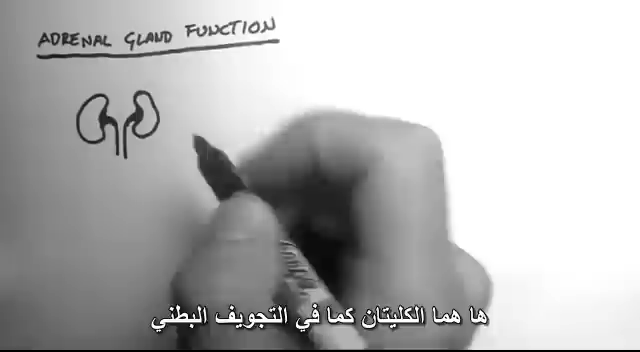 ADRENAL GLAND FUNCTION
ها هما الكليتان كما في التجويف البطني